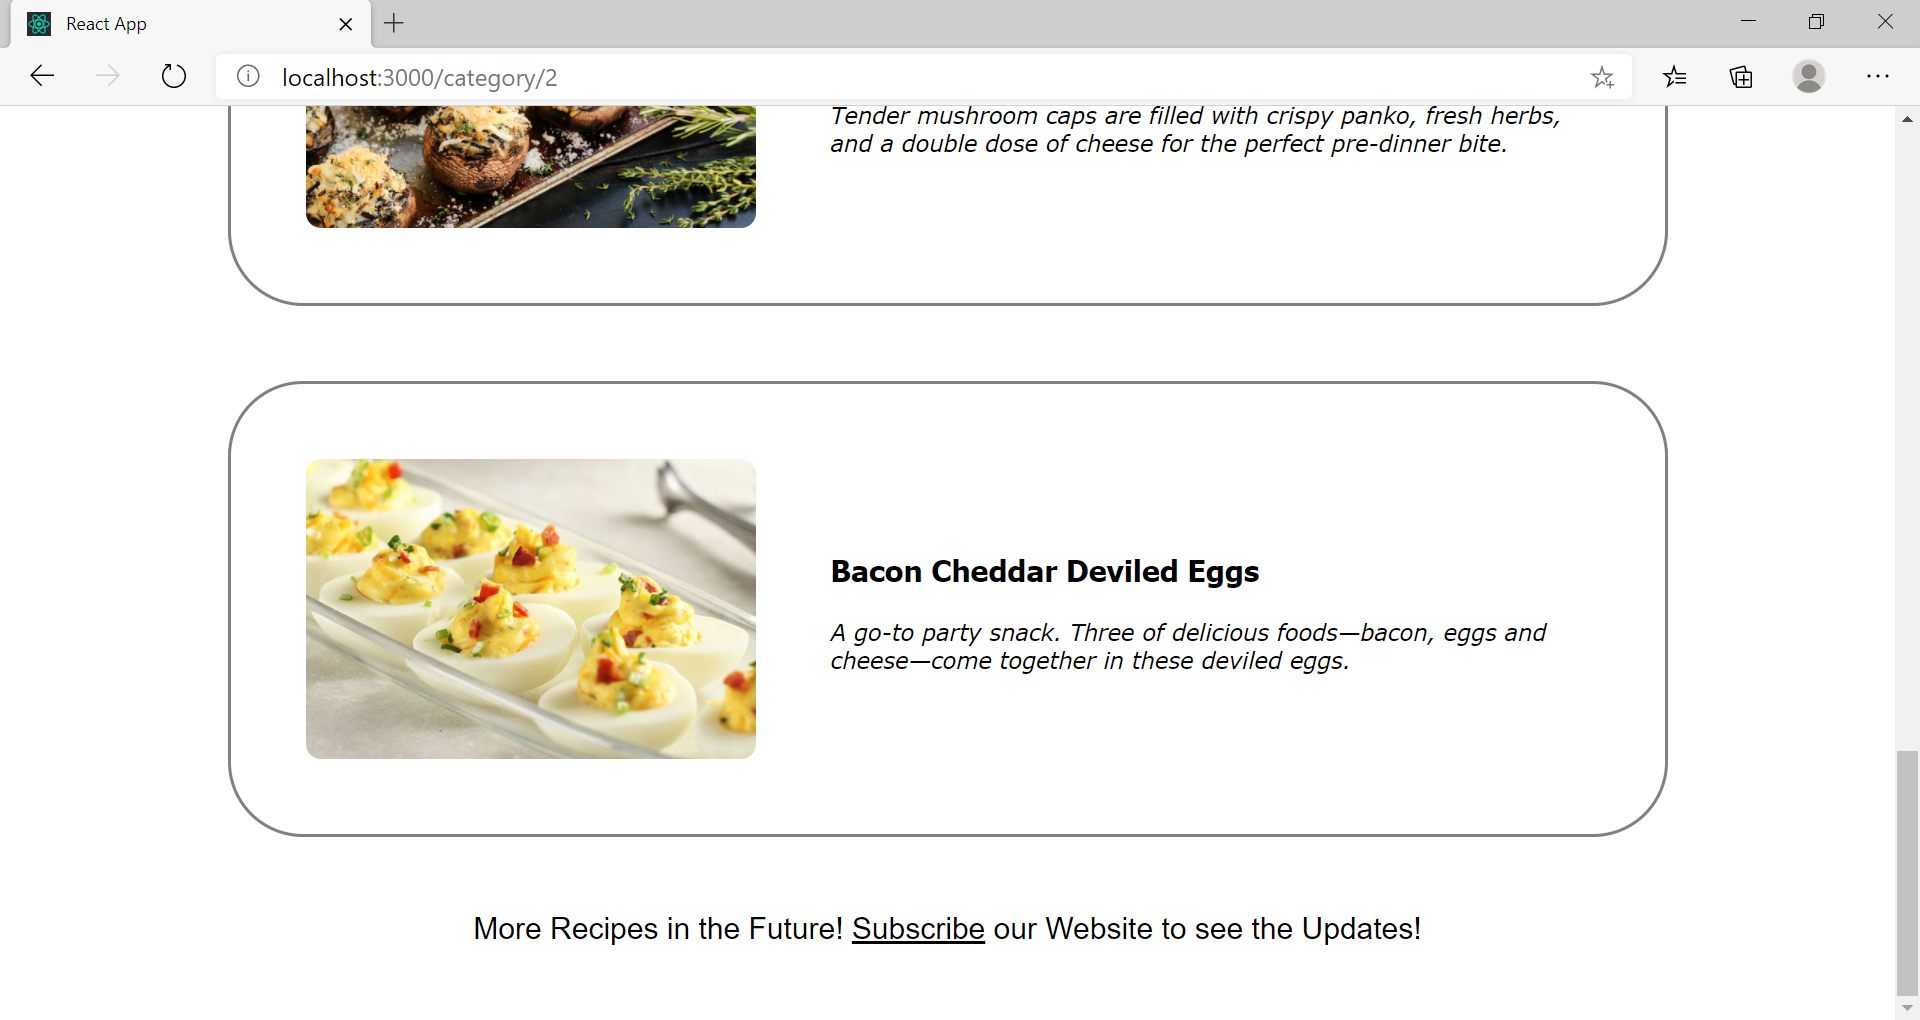 React App
localhost:3000/category/2
Tender mushroom caps are filled with crispy panko, fresh herbs,
and a double dose of cheese for the perfect pre-dinner bite.
Bacon Cheddar Deviled Eggs
A go-to party snack. Three of delicious foods—bacon, eggs and
cheese—come together in these deviled eggs.
More Recipes in the Future! Subscribe our Website to see the Updates!